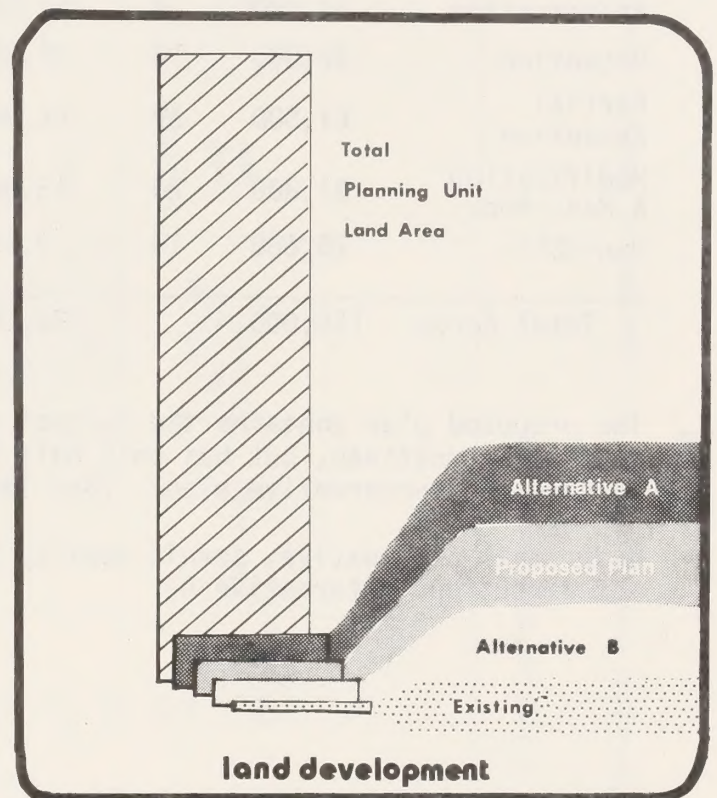 Total
Planning Unit
Land Area
Alternative A
Proposed Plan
Alternative B
Existing
land development